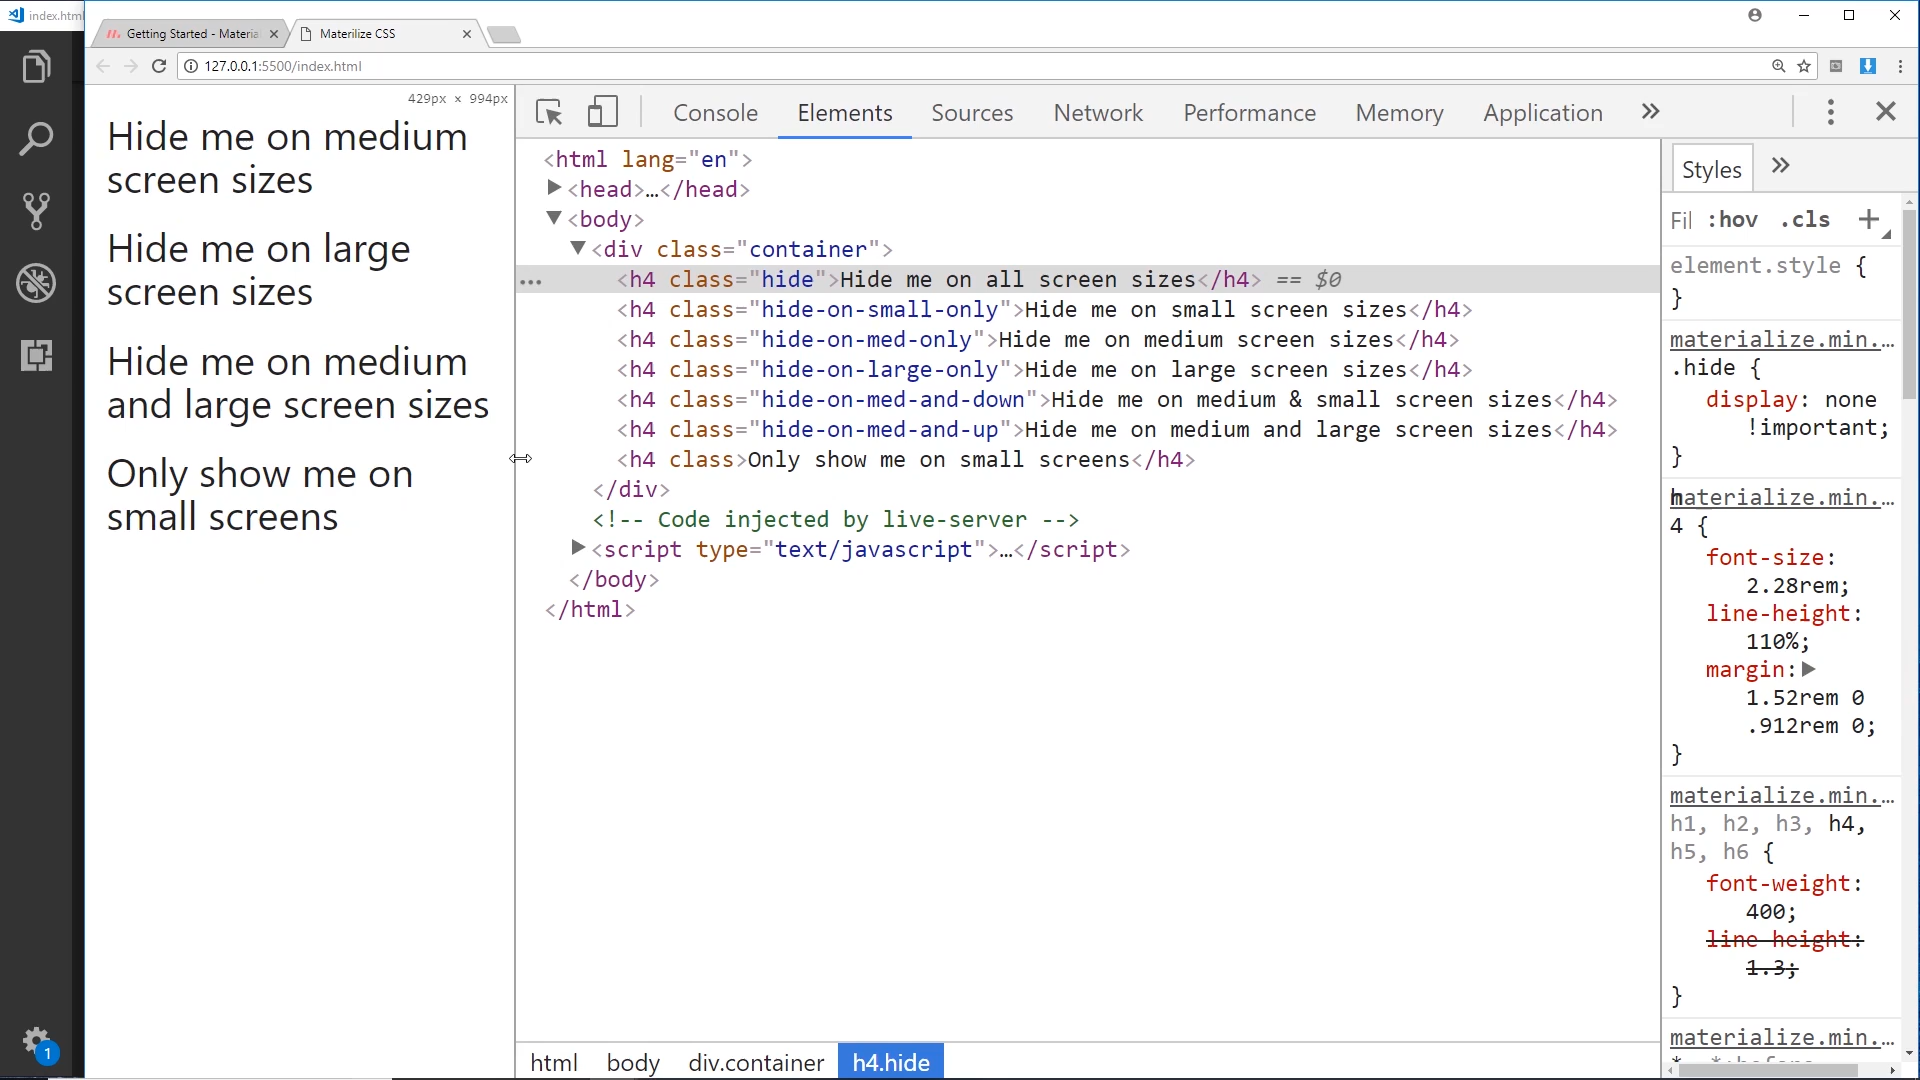 index.html
Getting Started - Materia
Materilize CSS
127.0.0.1:5500/index.html
429px × 994px
Hide me on medium
screen sizes
Hide me on large
screen sizes
Hide me on medium
and large screen sizes
Only show me on
small screens
Console Elements Sources Network Performance Memory Application »
<html lang="en">
<head>…</head>
<body>
<div class="container">
… <h4 class="hide">Hide me on all screen sizes</h4> == $0
<h4 class="hide-on-small-only">Hide me on small screen sizes</h4>
<h4 class="hide-on-med-only">Hide me on medium screen sizes</h4>
<h4 class="hide-on-large-only">Hide me on large screen sizes</h4>
<h4 class="hide-on-med-and-down">Hide me on medium & small screen sizes</h4>
<h4 class="hide-on-med-and-up">Hide me on medium and large screen sizes</h4>
<h4 class>Only show me on small screens</h4>
</div>
<!-- Code injected by live-server -->
<script type="text/javascript">…</script>
</body>
</html>
html body div.container h4.hide
Styles »
Fil :hov .cls +
element.style {
}
materialize.min.…
.hide {
display: none
!important;
}
materialize.min.…
h
4 {
font-size:
2.28rem;
line-height:
110%;
margin:
1.52rem 0
.912rem 0;
}
materialize.min.…
h1, h2, h3, h4,
h5, h6 {
font-weight:
400;
line-height:
1.3;
}
materialize.min.…
1